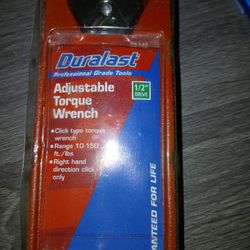 Duralast
Professional Grade Tools
Adjustable
Torque
Wrench
1/2"
DRIVE
• Click type torque
wrench
• Range 10-150
ft./lbs
• Right hand
direction click
only
ANTEED FOR LIFE